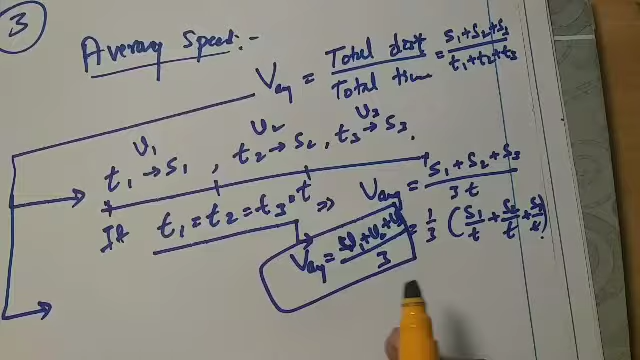 3
Average Speed:-
Vav = Total dist / Total time = S1+S2+S3 / t1+t2+t3
v1 v2 v3
t1→S1, t2→S2, t3→S3.
If t1=t2=t3=t ⇒ Vavg = S1+S2+S3 / 3t
= 1/3 (S1/t + S2/t + S3/t)
Vav = v1+v2+v3 / 3